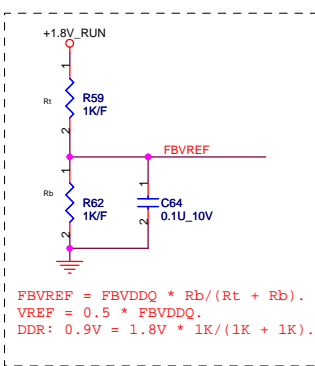 +1.8V_RUN
1
Rt
R59
1K/F
2
FBVREF
1
Rb
R62
1K/F
2
1
C64
0.1U_10V
2
FBVREF = FBVDDQ * Rb/(Rt + Rb).
VREF = 0.5 * FBVDDQ.
DDR: 0.9V = 1.8V * 1K/(1K + 1K).